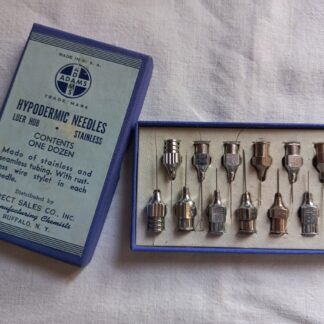 MADE IN U. S. A.
ADAMS
ADAMS
TRADE-MARK
HYPODERMIC NEEDLES
LUER HUB • STAINLESS
CONTENTS
ONE DOZEN
Made of stainless and
seamless tubing. With rust-
wire stylet in each
needle.
Distributed by
SALES CO., INC.
Manufacturing Chemists
BUFFALO, N. Y.